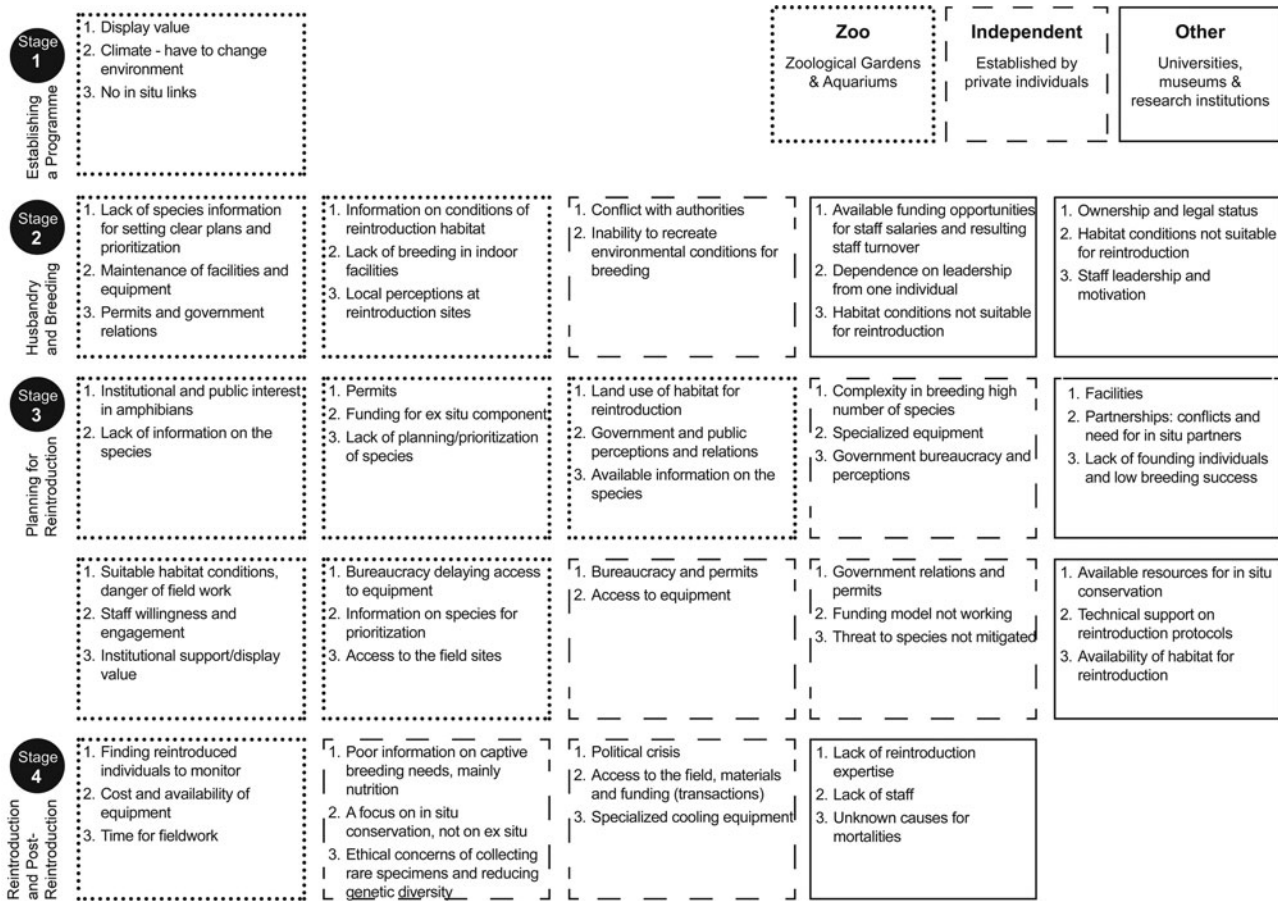 Stage
1
Establishing
a Programme
1. Display value
2. Climate - have to change
environment
3. No in situ links
Zoo
Zoological Gardens
& Aquariums
Independent
Established by
private individuals
Other
Universities,
museums &
research institutions
Stage
2
Husbandry
and Breeding
1. Lack of species information
for setting clear plans and
prioritization
2. Maintenance of facilities and
equipment
3. Permits and government
relations
1. Information on conditions of
reintroduction habitat
2. Lack of breeding in indoor
facilities
3. Local perceptions at
reintroduction sites
1. Conflict with authorities
2. Inability to recreate
environmental conditions for
breeding
1. Available funding opportunities
for staff salaries and resulting
staff turnover
2. Dependence on leadership
from one individual
3. Habitat conditions not suitable
for reintroduction
1. Ownership and legal status
2. Habitat conditions not suitable
for reintroduction
3. Staff leadership and
motivation
Stage
3
Planning for
Reintroduction
1. Institutional and public interest
in amphibians
2. Lack of information on the
species
1. Permits
2. Funding for ex situ component
3. Lack of planning/prioritization
of species
1. Land use of habitat for
reintroduction
2. Government and public
perceptions and relations
3. Available information on the
species
1. Complexity in breeding high
number of species
2. Specialized equipment
3. Government bureaucracy and
perceptions
1. Facilities
2. Partnerships: conflicts and
need for in situ partners
3. Lack of founding individuals
and low breeding success
1. Suitable habitat conditions,
danger of field work
2. Staff willingness and
engagement
3. Institutional support/display
value
1. Bureaucracy delaying access
to equipment
2. Information on species for
prioritization
3. Access to the field sites
1. Bureaucracy and permits
2. Access to equipment
1. Government relations and
permits
2. Funding model not working
3. Threat to species not mitigated
1. Available resources for in situ
conservation
2. Technical support on
reintroduction protocols
3. Availability of habitat for
reintroduction
Stage
4
Reintroduction
and Post-
Reintroduction
1. Finding reintroduced
individuals to monitor
2. Cost and availability of
equipment
3. Time for fieldwork
1. Poor information on captive
breeding needs, mainly
nutrition
2. A focus on in situ
conservation, not on ex situ
3. Ethical concerns of collecting
rare specimens and reducing
genetic diversity
1. Political crisis
2. Access to the field, materials
and funding (transactions)
3. Specialized cooling equipment
1. Lack of reintroduction
expertise
2. Lack of staff
3. Unknown causes for
mortalities